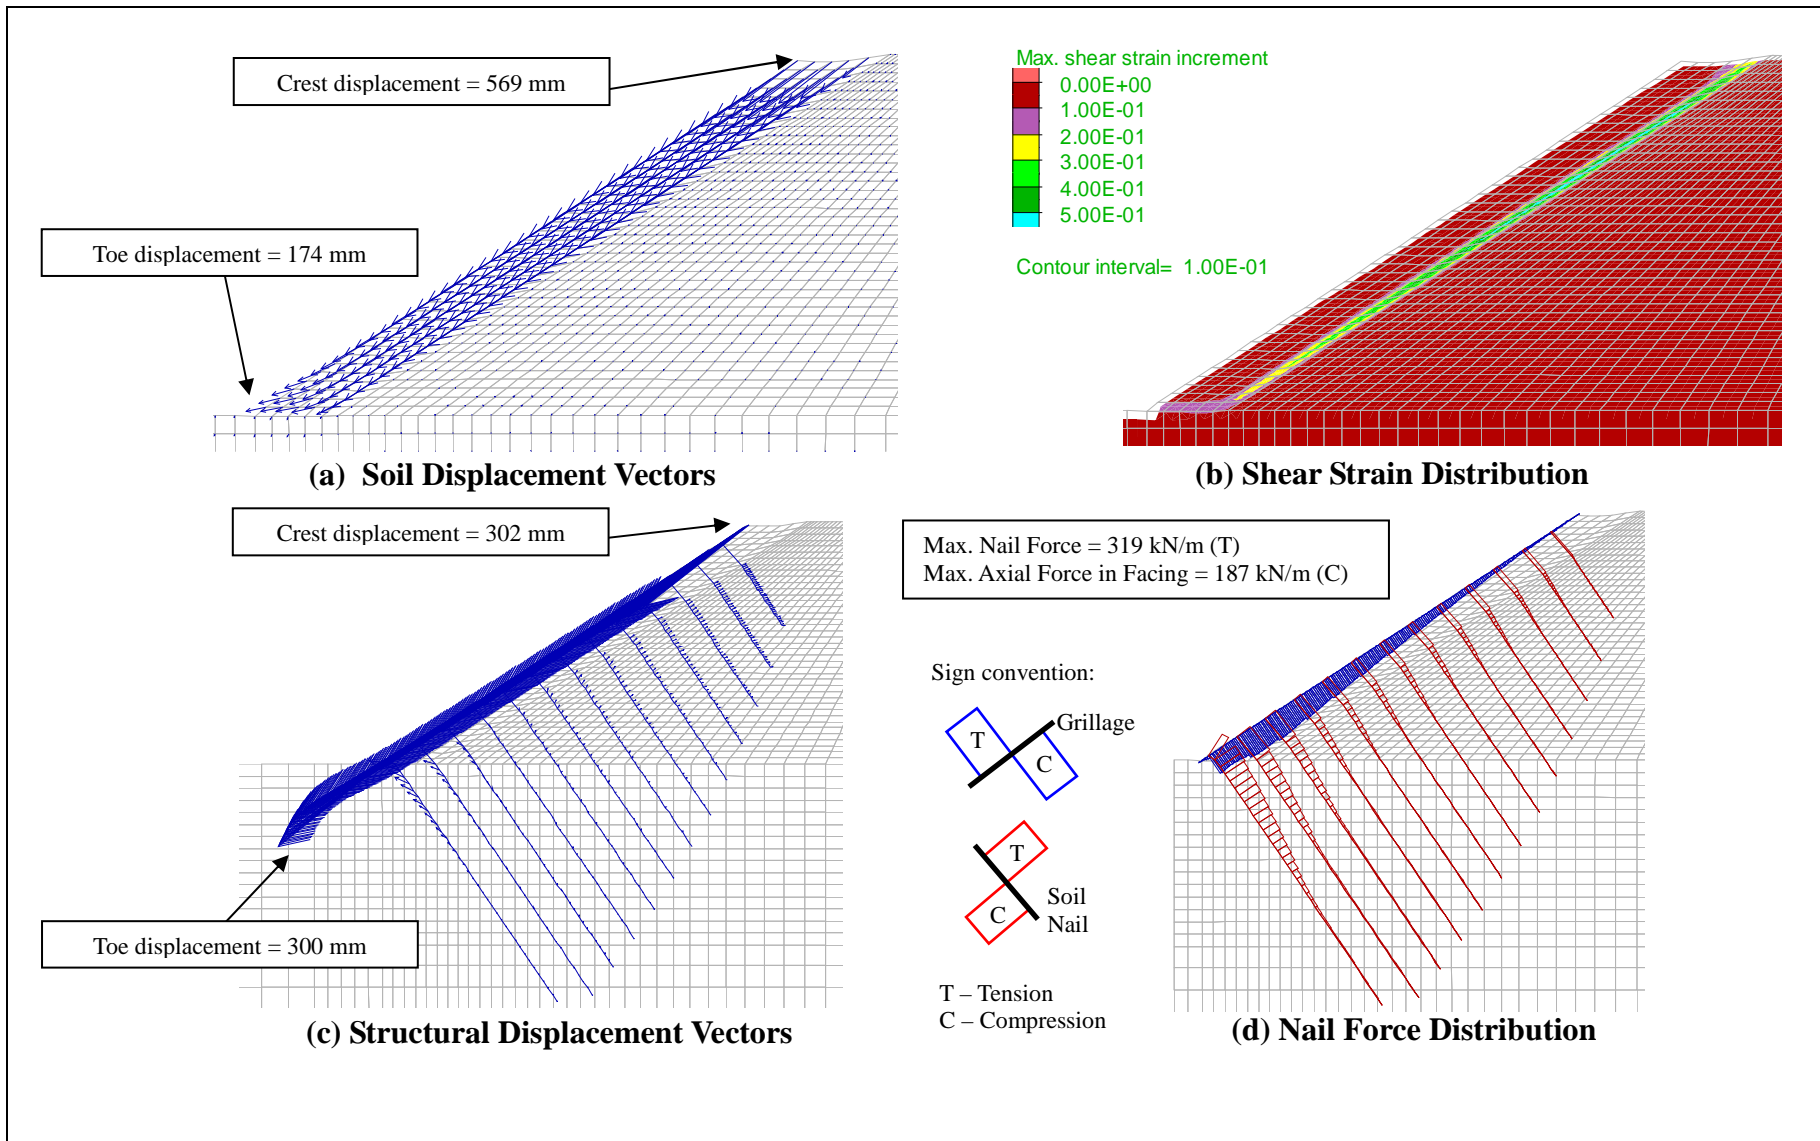 Crest displacement = 569 mm
Toe displacement = 174 mm
(a) Soil Displacement Vectors
Max. shear strain increment
0.00E+00
1.00E-01
2.00E-01
3.00E-01
4.00E-01
5.00E-01
Contour interval= 1.00E-01
(b) Shear Strain Distribution
Crest displacement = 302 mm
Toe displacement = 300 mm
(c) Structural Displacement Vectors
Max. Nail Force = 319 kN/m (T)
Max. Axial Force in Facing = 187 kN/m (C)
Sign convention:
Grillage
T
C
T
C
Soil
Nail
T – Tension
C – Compression
(d) Nail Force Distribution